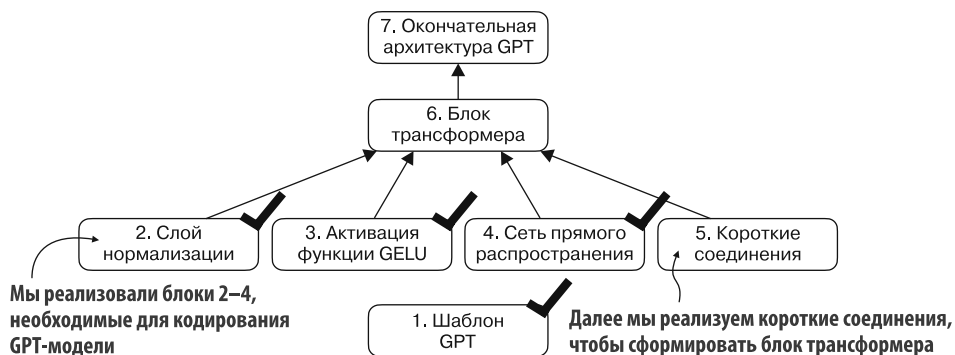 7. Окончательная
архитектура GPT
6. Блок
трансформера
2. Слой
нормализации
3. Активация
функции GELU
4. Сеть прямого
распространения
5. Короткие
соединения
Мы реализовали блоки 2–4,
необходимые для кодирования
GPT-модели
1. Шаблон
GPT
Далее мы реализуем короткие соединения,
чтобы сформировать блок трансформера